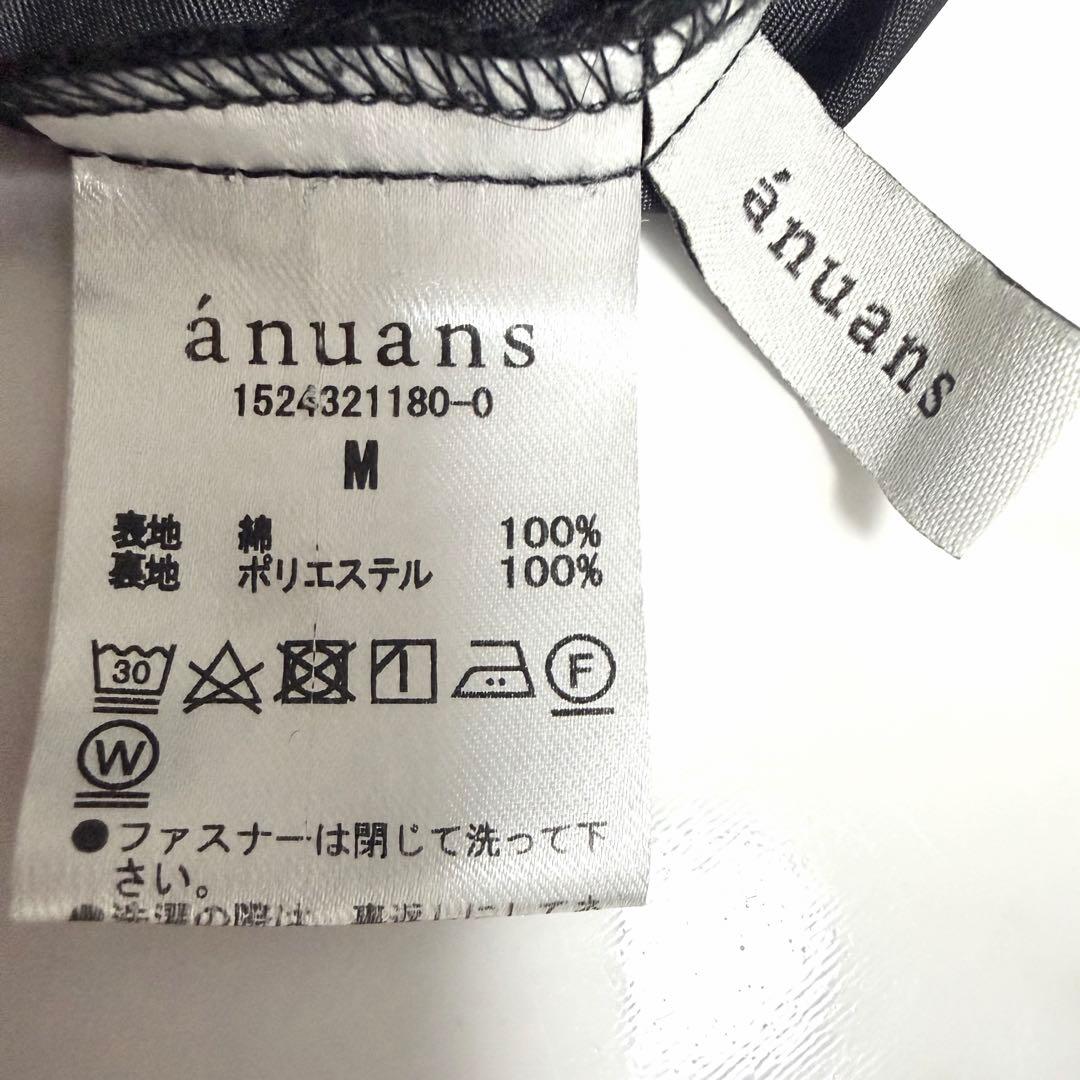 ánuans
1524321180-0
M
表地 綿 100%
裏地 ポリエステル 100%
30
F
W
●ファスナーは閉じて洗って下
さい。
ánuans